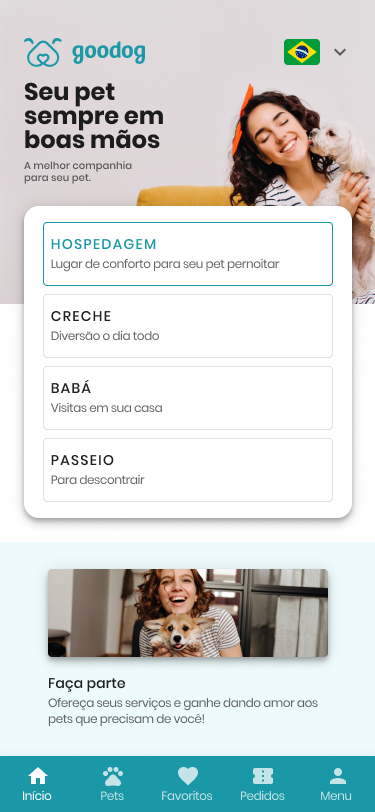 goodog
Seu pet
sempre em
boas mãos
A melhor companhia
para seu pet.
HOSPEDAGEM
Lugar de conforto para seu pet pernoitar
CRECHE
Diversão o dia todo
BABÁ
Visitas em sua casa
PASSEIO
Para descontrair
Faça parte
Ofereça seus serviços e ganhe dando amor aos
pets que precisam de você!
Início Pets Favoritos Pedidos Menu